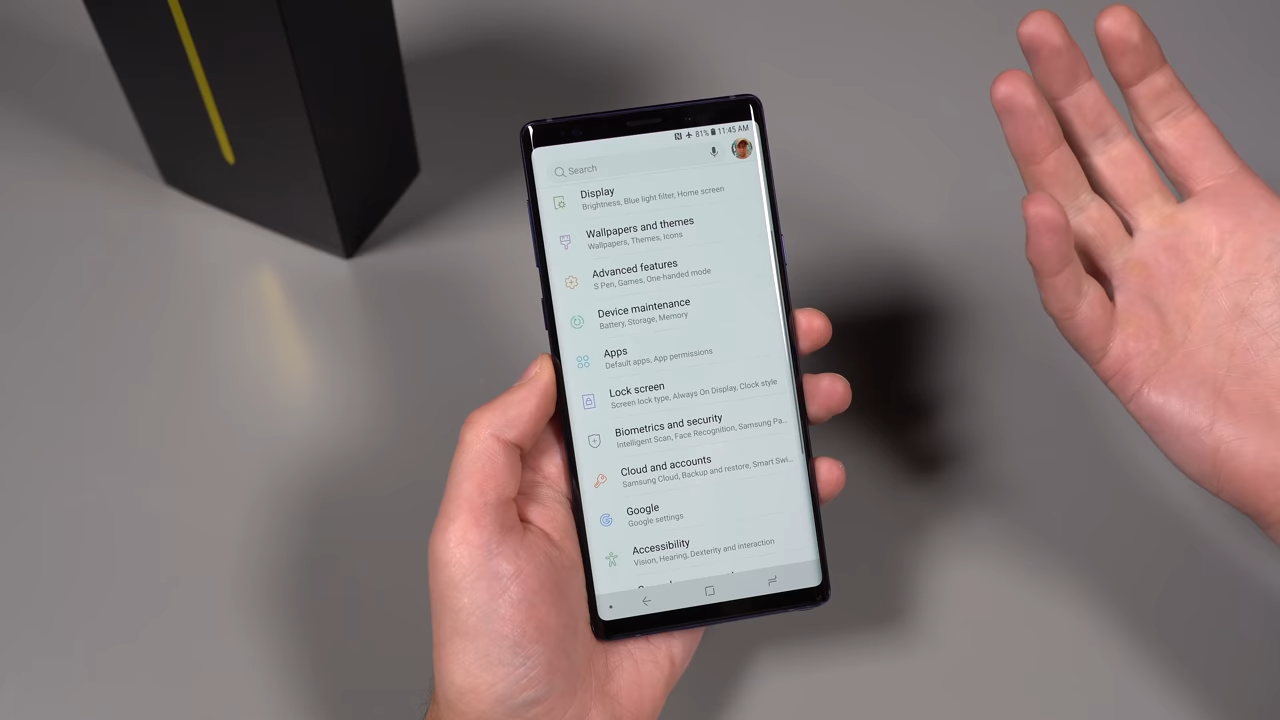 81% 11:45 AM
Search
Display
Brightness, Blue light filter, Home screen
Wallpapers and themes
Wallpapers, Themes, Icons
Advanced features
S Pen, Games, One-handed mode
Device maintenance
Battery, Storage, Memory
Apps
Default apps, App permissions
Lock screen
Screen lock type, Always On Display, Clock style
Biometrics and security
Intelligent Scan, Face Recognition, Samsung Pa...
Cloud and accounts
Samsung Cloud, Backup and restore, Smart Swi...
Google
Google settings
Accessibility
Vision, Hearing, Dexterity and interaction